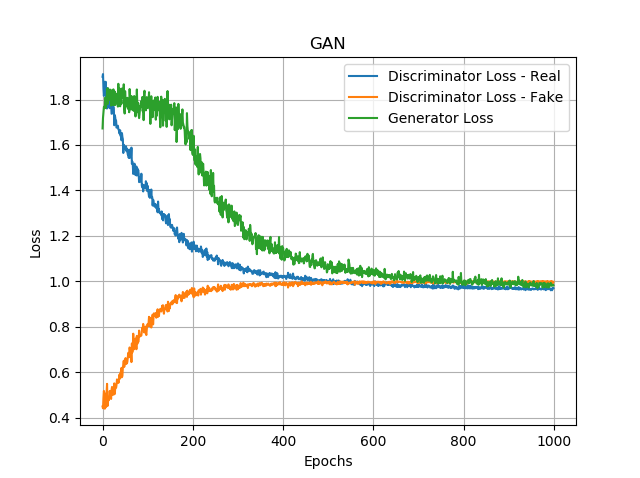 GAN
Discriminator Loss - Real
Discriminator Loss - Fake
Generator Loss
Loss
1.8
1.6
1.4
1.2
1.0
0.8
0.6
0.4
0 200 400 600 800 1000
Epochs